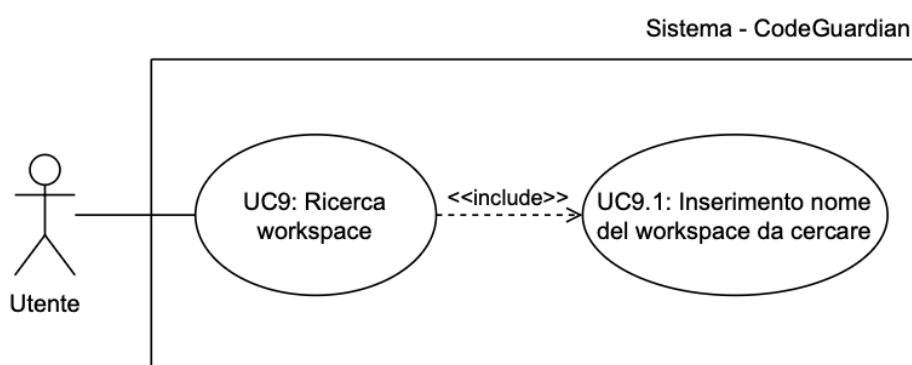 Sistema - CodeGuardian
UC9: Ricerca
workspace
<<include>>
UC9.1: Inserimento nome
del workspace da cercare
Utente